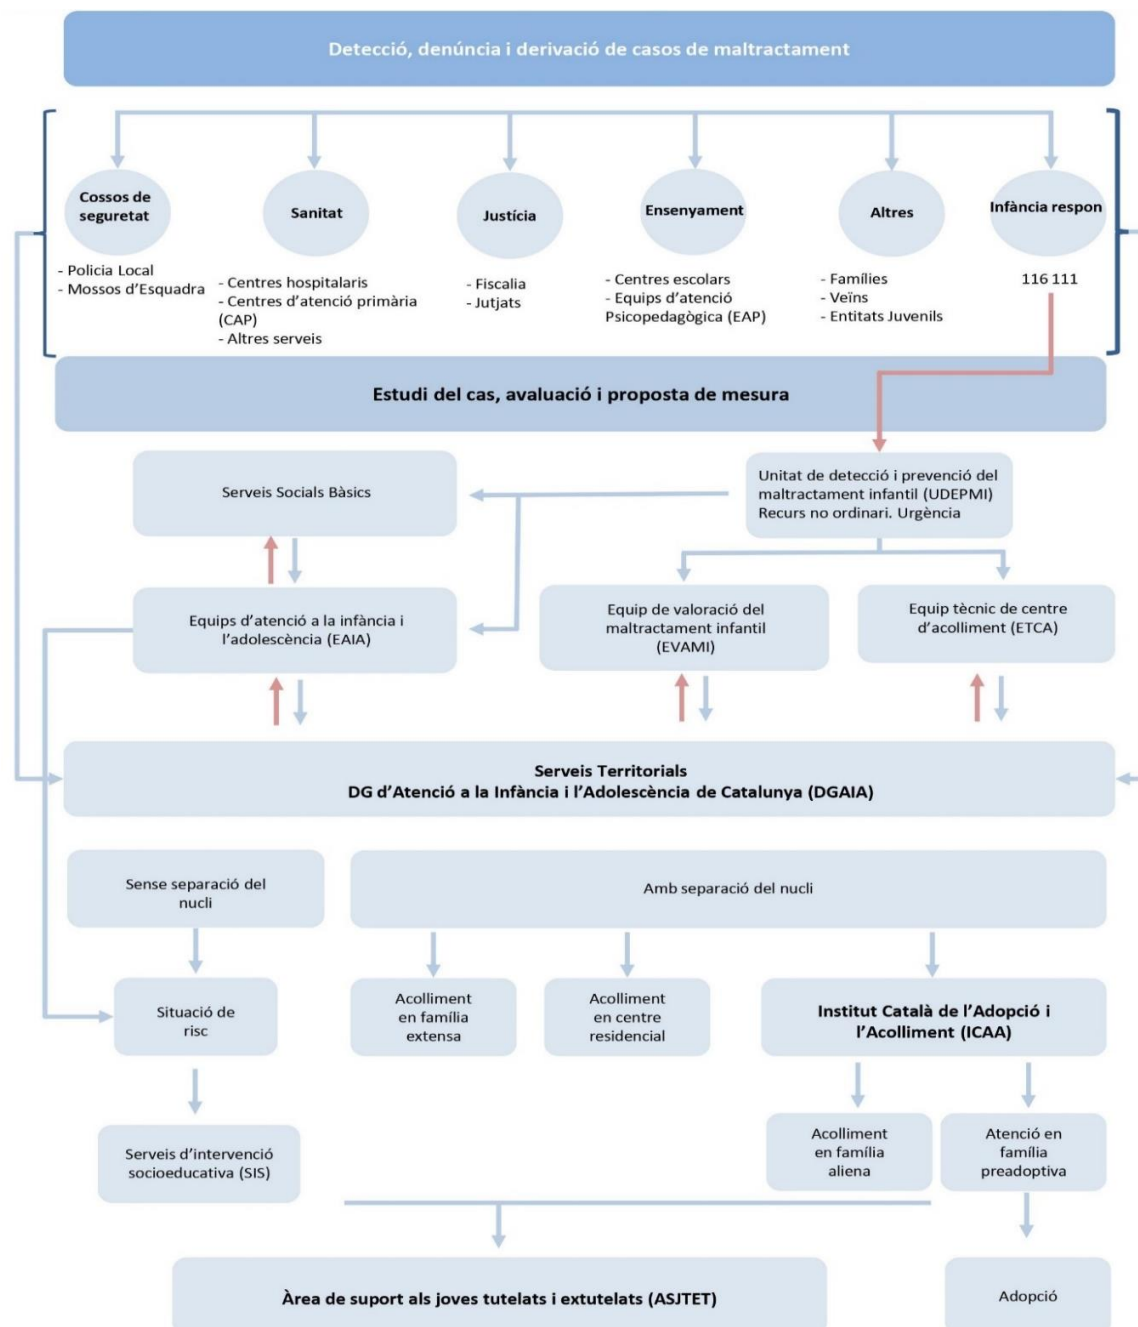 Detecció, denúncia i derivació de casos de maltractament
Cossos de
seguretat
- Policia Local
- Mossos d'Esquadra
Sanitat
- Centres hospitalaris
- Centres d'atenció primària
(CAP)
- Altres serveis
Justícia
- Fiscalia
- Jutjats
Ensenyament
- Centres escolars
- Equips d'atenció
Psicopedagògica (EAP)
Altres
- Famílies
- Veïns
- Entitats Juvenils
Infància respon
116 111
Estudi del cas, avaluació i proposta de mesura
Serveis Socials Bàsics
Unitat de detecció i prevenció del
maltractament infantil (UDEPMI)
Recurs no ordinari. Urgència
Equips d'atenció a la infància i
l'adolescència (EAIA)
Equip de valoració del
maltractament infantil
(EVAMI)
Equip tècnic de centre
d'acolliment (ETCA)
Serveis Territorials
DG d'Atenció a la Infància i l'Adolescència de Catalunya (DGAIA)
Sense separació del
nucli
Amb separació del nucli
Situació de
risc
Acolliment
en família
extensa
Acolliment
en centre
residencial
Institut Català de l'Adopció i
l'Acolliment (ICAA)
Serveis d'intervenció
socioeducativa (SIS)
Acolliment
en família
aliena
Atenció en
família
preadoptiva
Àrea de suport als joves tutelats i extutelats (ASJTET)
Adopció